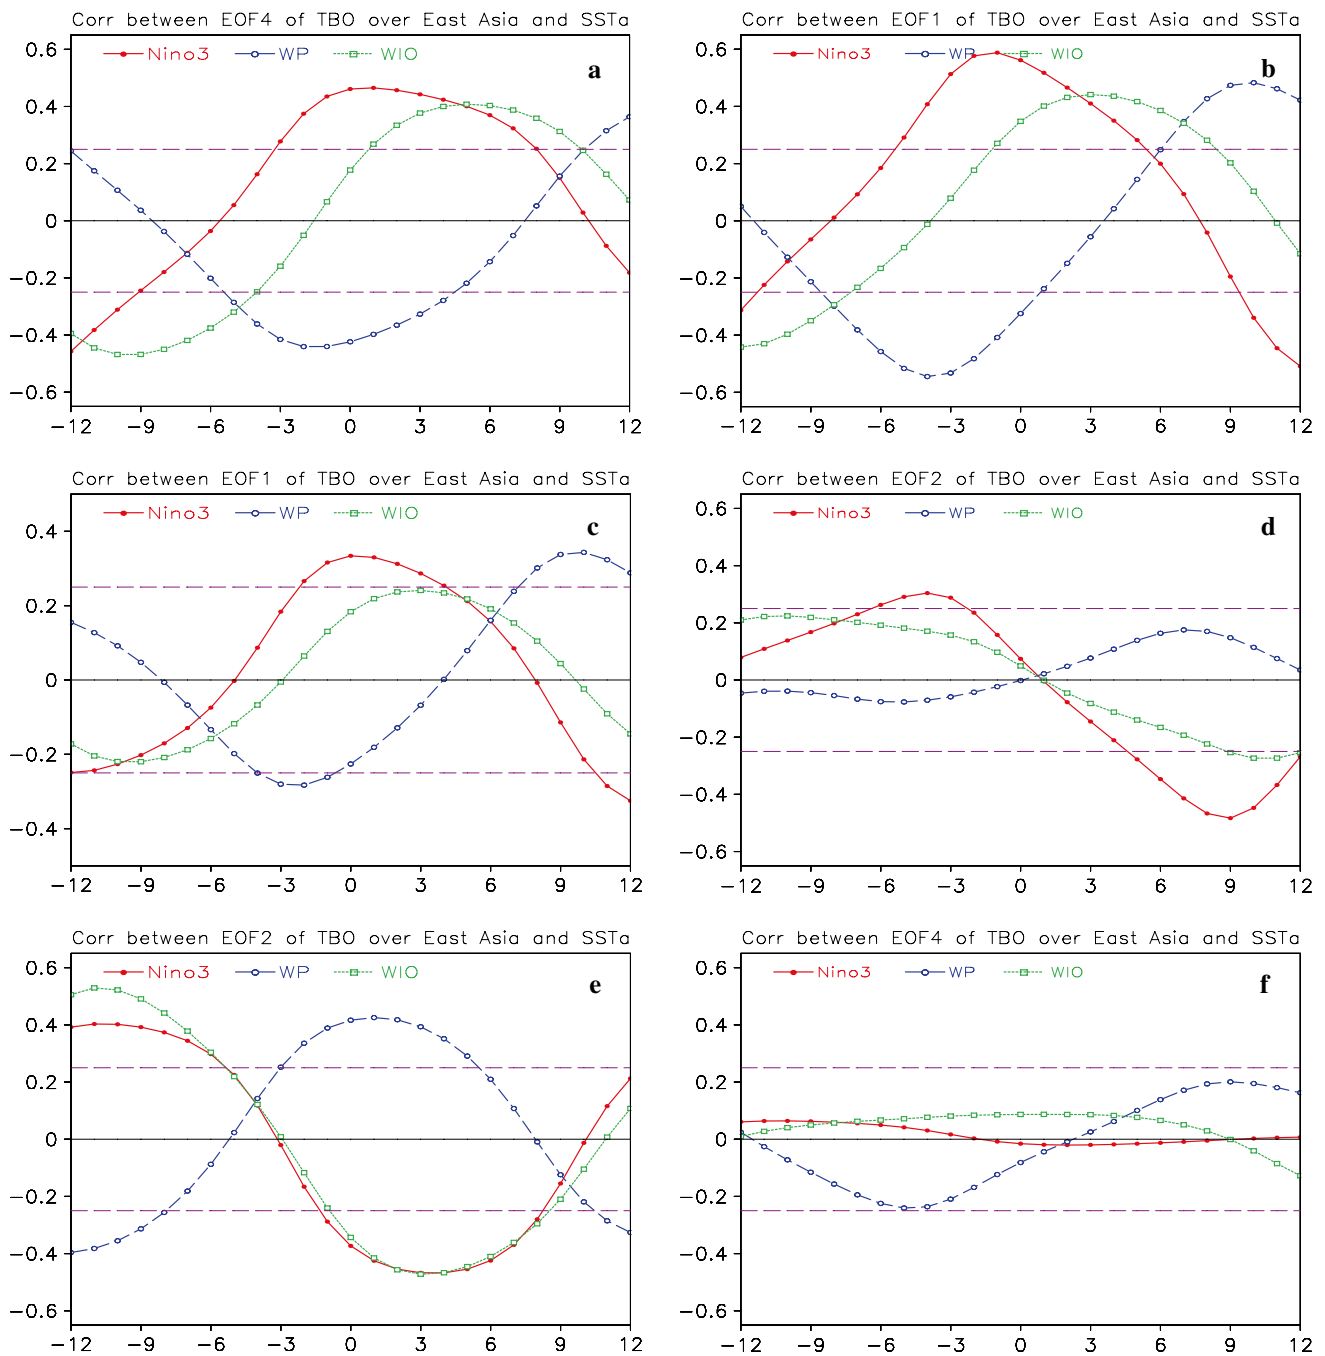 Corr between EOF4 of TBO over East Asia and SSTa
Nino3 WP WIO
a
0.6
0.4
0.2
0
−0.2
−0.4
−0.6
−12 −9 −6 −3 0 3 6 9 12
Corr between EOF1 of TBO over East Asia and SSTa
Nino3 WP WIO
b
0.6
0.4
0.2
0
−0.2
−0.4
−0.6
−12 −9 −6 −3 0 3 6 9 12
Corr between EOF1 of TBO over East Asia and SSTa
Nino3 WP WIO
c
0.4
0.2
0
−0.2
−0.4
−12 −9 −6 −3 0 3 6 9 12
Corr between EOF2 of TBO over East Asia and SSTa
Nino3 WP WIO
d
0.6
0.4
0.2
0
−0.2
−0.4
−0.6
−12 −9 −6 −3 0 3 6 9 12
Corr between EOF2 of TBO over East Asia and SSTa
Nino3 WP WIO
e
0.6
0.4
0.2
0
−0.2
−0.4
−0.6
−12 −9 −6 −3 0 3 6 9 12
Corr between EOF4 of TBO over East Asia and SSTa
Nino3 WP WIO
f
0.6
0.4
0.2
0
−0.2
−0.4
−0.6
−12 −9 −6 −3 0 3 6 9 12